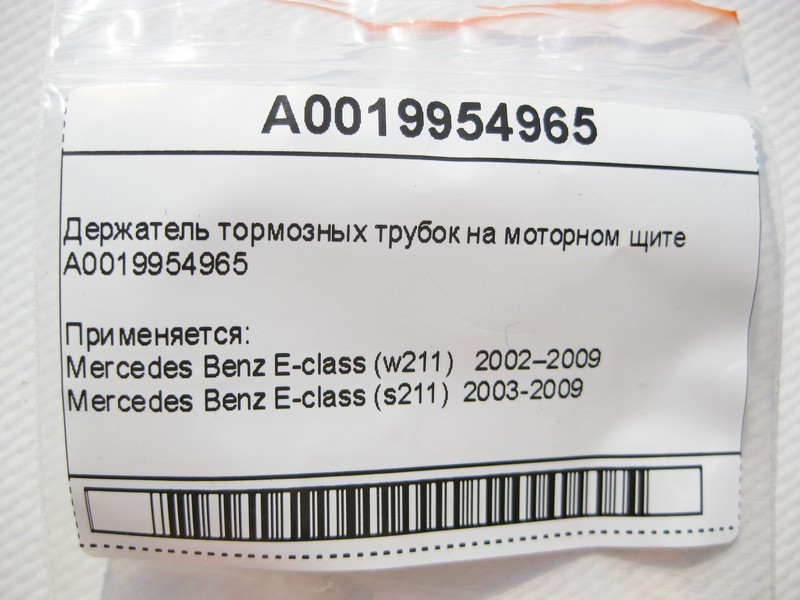 A0019954965
Держатель тормозных трубок на моторном щите
A0019954965
Применяется:
Mercedes Benz E-class (w211) 2002–2009
Mercedes Benz E-class (s211) 2003-2009